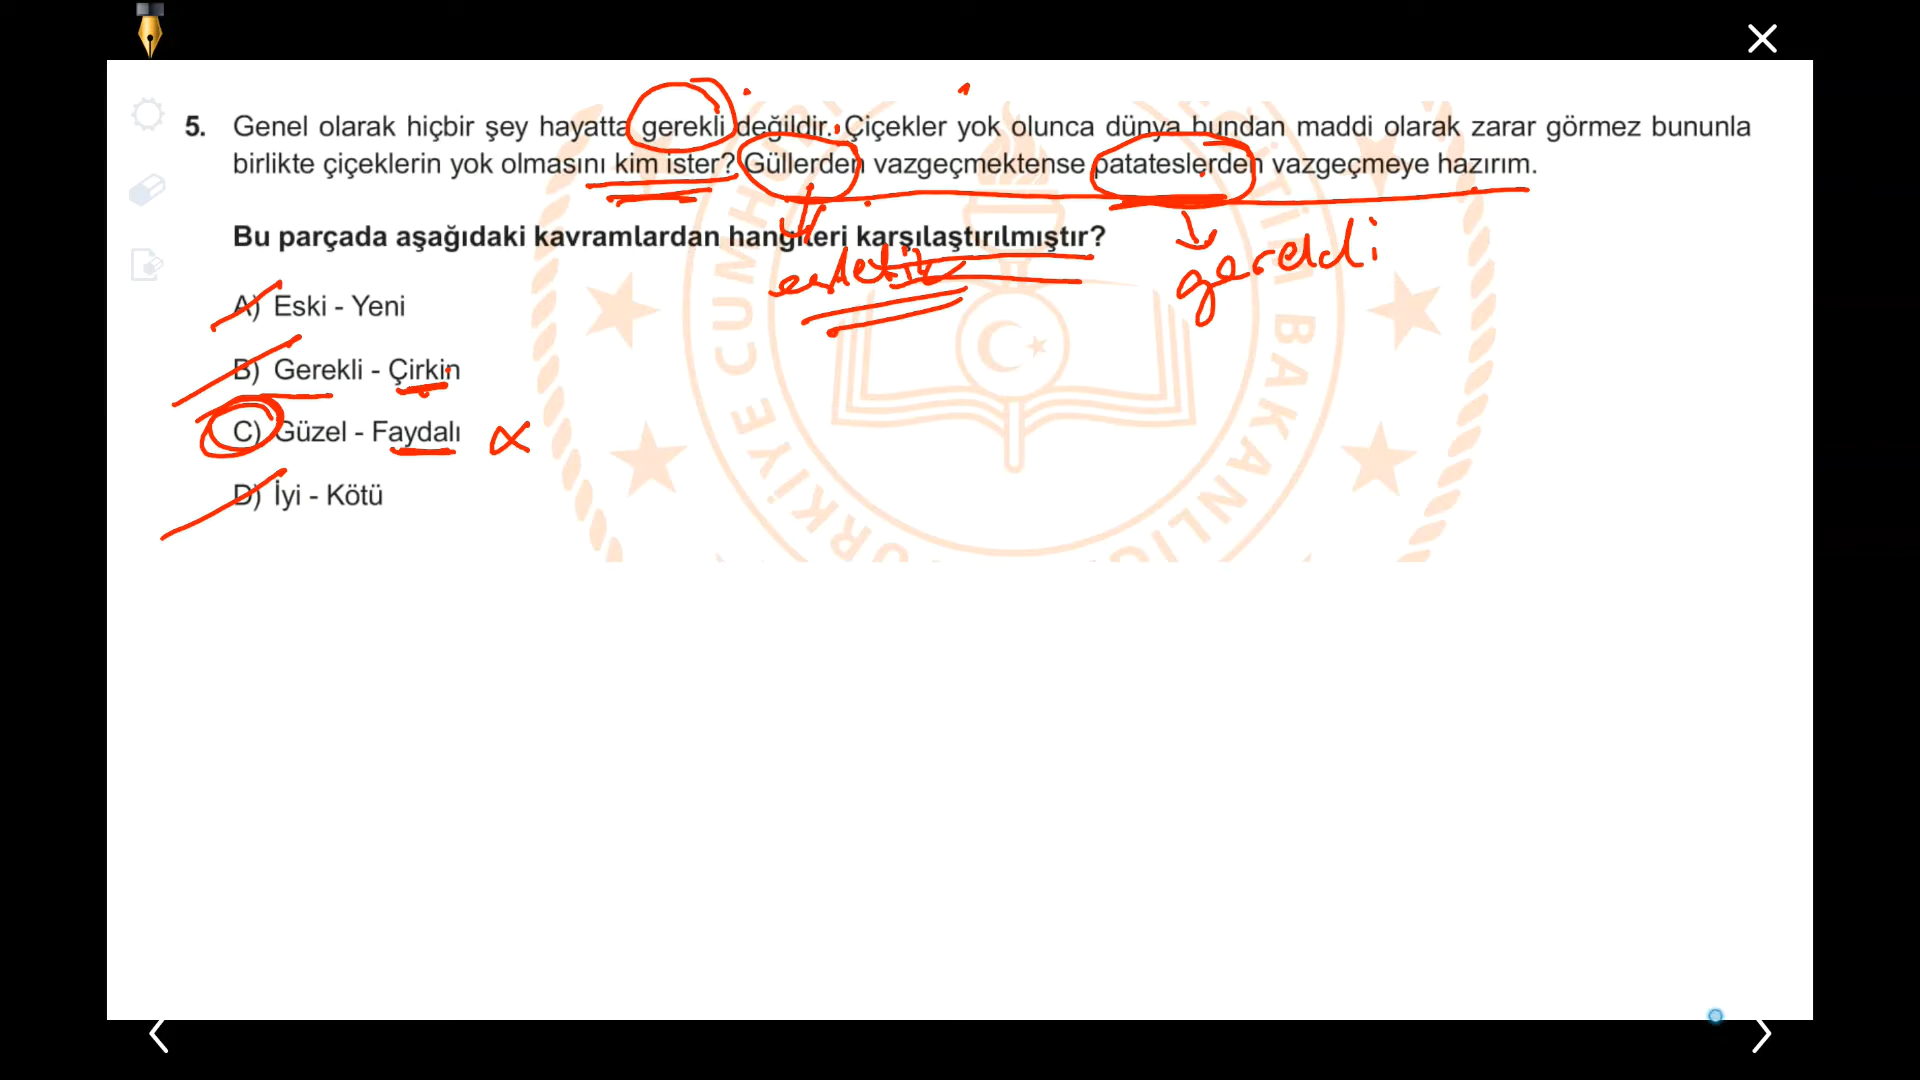 5. Genel olarak hiçbir şey hayatta gerekli değildir. Çiçekler yok olunca dünya bundan maddi olarak zarar görmez bununla
birlikte çiçeklerin yok olmasını kim ister? Güllerden vazgeçmektense patateslerden vazgeçmeye hazırım.
Bu parçada aşağıdaki kavramlardan hangileri karşılaştırılmıştır?
A) Eski - Yeni
B) Gerekli - Çirkin
C) Güzel - Faydalı
D) İyi - Kötü